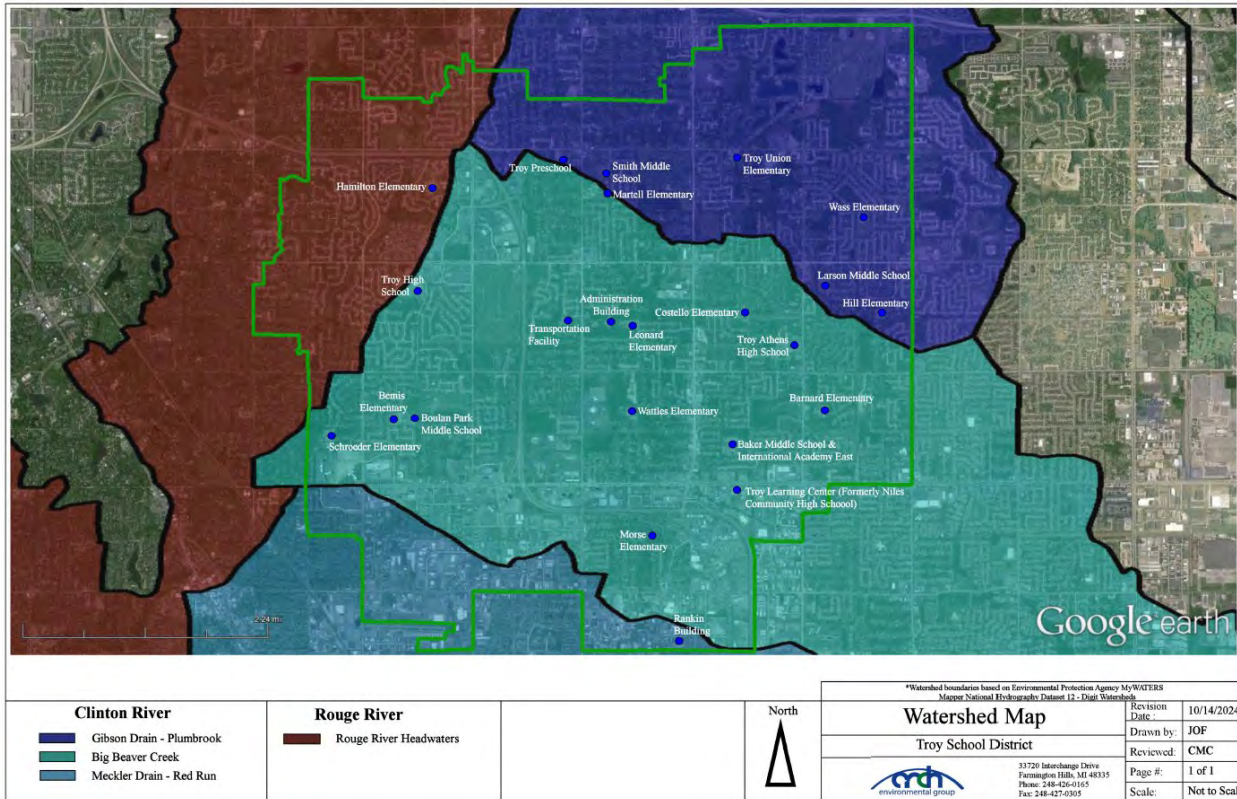 Troy Preschool
Smith Middle
School
Martell Elementary
Troy Union
Elementary
Hamilton Elementary
Wass Elementary
Troy High
School
Larson Middle School
Hill Elementary
Administration
Building
Transportation
Facility
Leonard
Elementary
Costello Elementary
Troy Athens
High School
Bemis
Elementary
Boulan Park
Middle School
Schroeder Elementary
Wattles Elementary
Barnard Elementary
Baker Middle School &
International Academy East
Troy Learning Center (Formerly Niles
Community High Schoool)
Morse
Elementary
Rankin
Building
2.24 mi
Google earth
*Watershed boundaries based on Environmental Protection Agency MyWATERS
Mapper National Hydrography Dataset 12 - Digit Watersheds
Clinton River
Gibson Drain - Plumbrook
Big Beaver Creek
Meckler Drain - Red Run
Rouge River
Rouge River Headwaters
North
Watershed Map
Troy School District
cmdh
environmental group
33720 Interchange Drive
Farmington Hills, MI 48335
Phone: 248-426-0165
Fax: 248-427-0305
Revision
Date : 10/14/2024
Drawn by: JOF
Reviewed: CMC
Page #: 1 of 1
Scale: Not to Scal